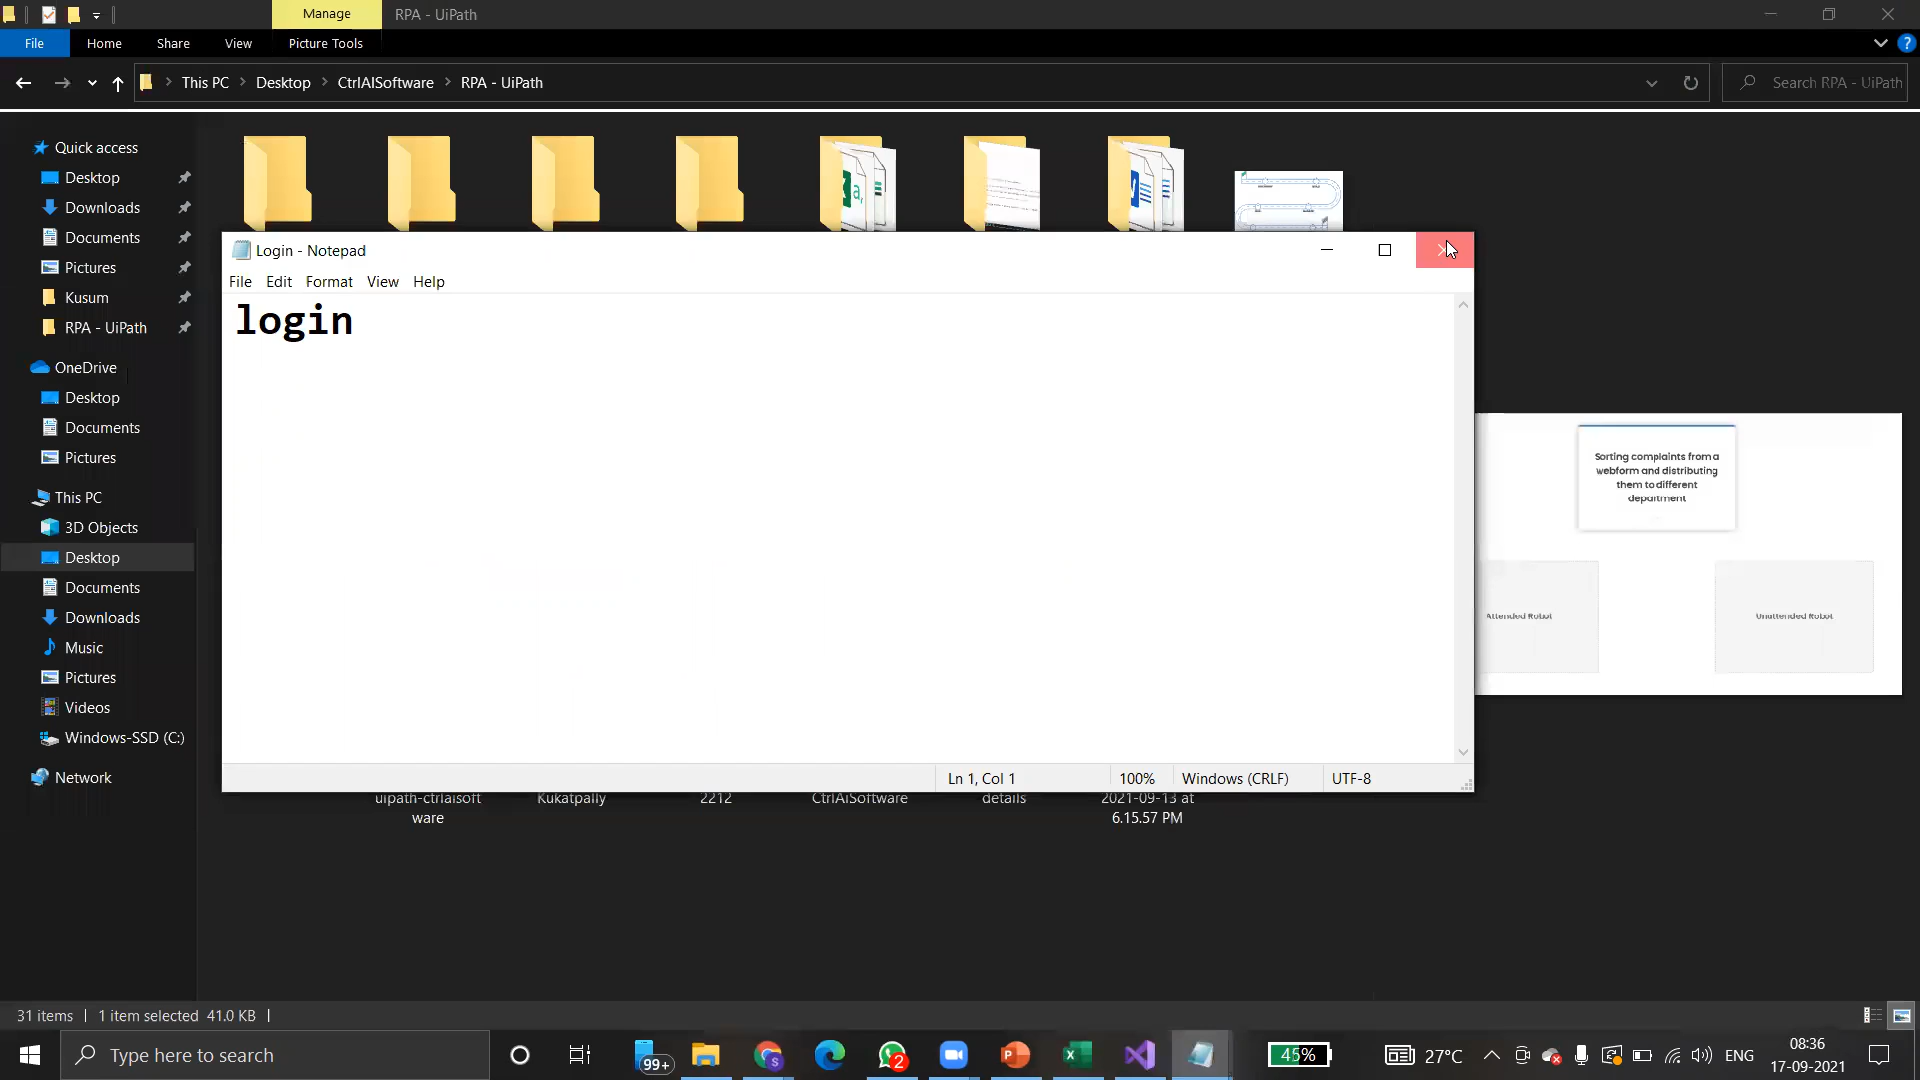 Manage
RPA - UiPath
File
Home
Share
View
Picture Tools
This PC
Desktop
CtrlAISoftware
RPA - UiPath
Search RPA - UiPath
Quick access
Desktop
Downloads
Documents
Pictures
Kusum
RPA - UiPath
OneDrive
Desktop
Documents
Pictures
This PC
3D Objects
Desktop
Documents
Downloads
Music
Pictures
Videos
Windows-SSD (C:)
Network
Login - Notepad
File
Edit
Format
View
Help
login
Ln 1, Col 1
100%
Windows (CRLF)
UTF-8
Sorting complaints from a
webform and distributing
them to different
department
Attended Robot
Unattended Robot
uipath-ctrlaisoft
ware
Kukatpally
2212
CtrlAiSoftware
details
2021-09-13 at
6.15.57 PM
31 items
1 item selected 41.0 KB
Type here to search
99+
2
45%
27°C
ENG
08:36
17-09-2021